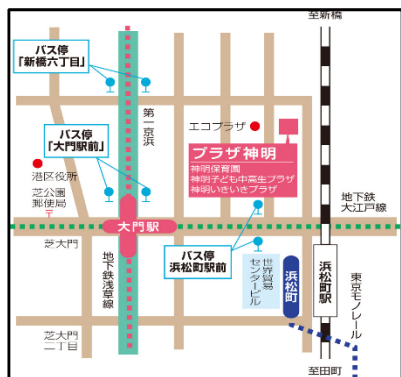 至新橋
バス停
「新橋六丁目」
第一京浜
バス停
「大門駅前」
エコプラザ
プラザ神明
神明保育園
神明子ども中高生プラザ
神明いきいきプラザ
港区役所
芝公園
郵便局
地下鉄
大江戸線
大門駅
芝大門
バス停
浜松町駅前
地下鉄浅草線
世界貿易
センタービル
浜松町
浜松町駅
東京モノレール
芝大門
二丁目
至田町